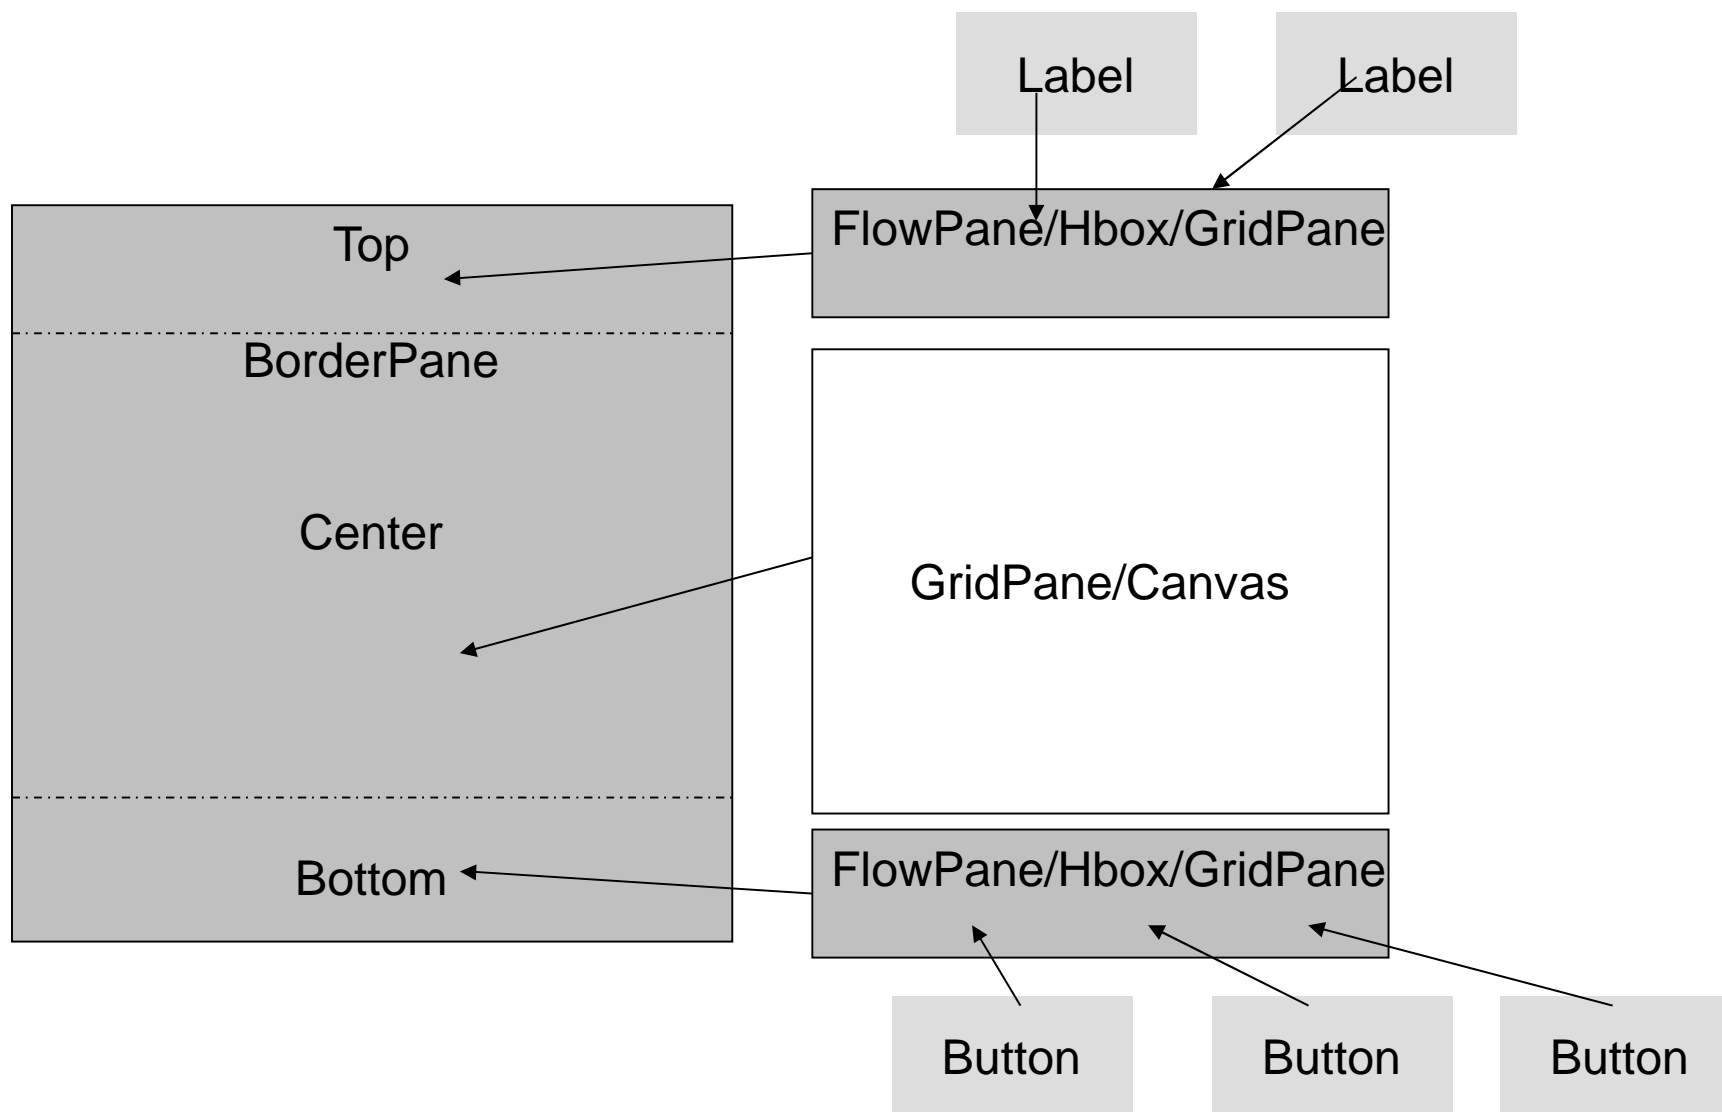 Label
Label
Top
FlowPane/Hbox/GridPane
BorderPane
Center
GridPane/Canvas
Bottom
FlowPane/Hbox/GridPane
Button
Button
Button